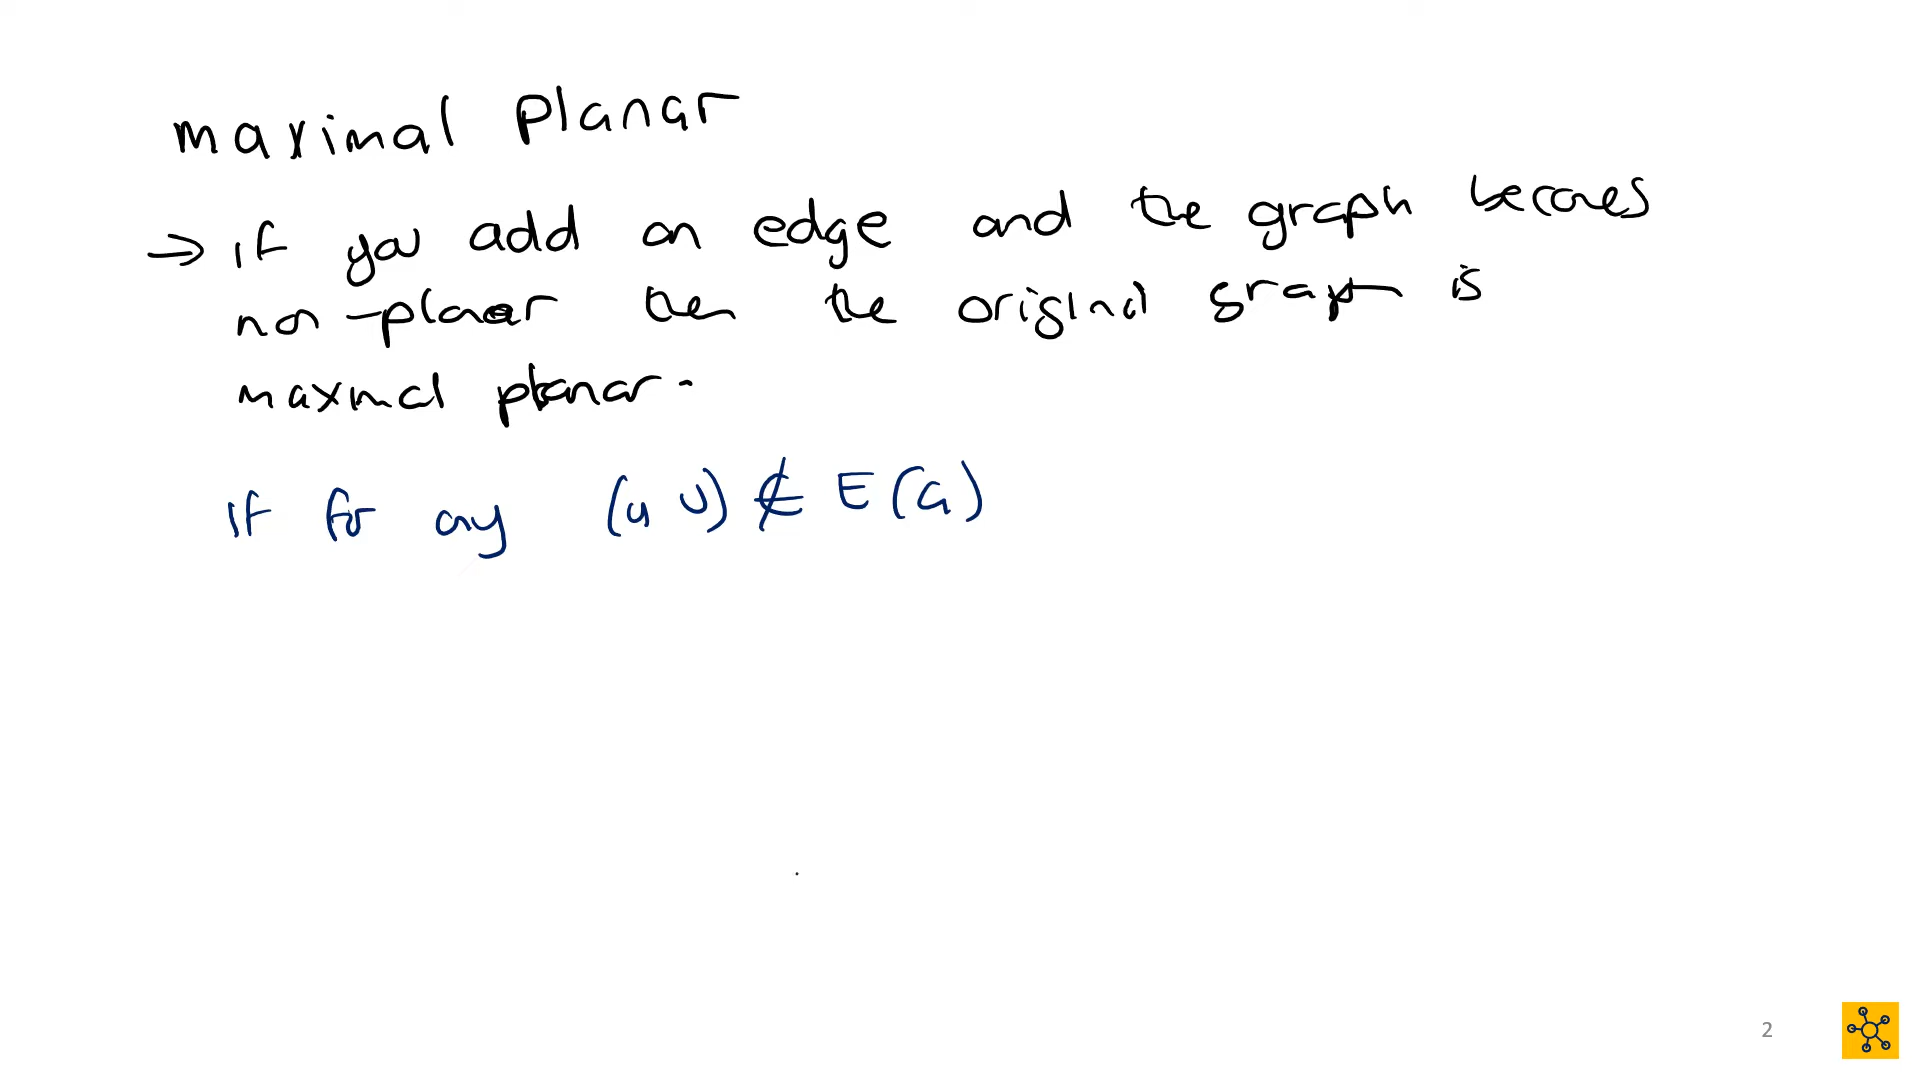 maximal planar
→ if you add an edge and the graph becomes
non-planar then the original graph is
maximal planar.
if for any (u v) ∉ E(G)
2